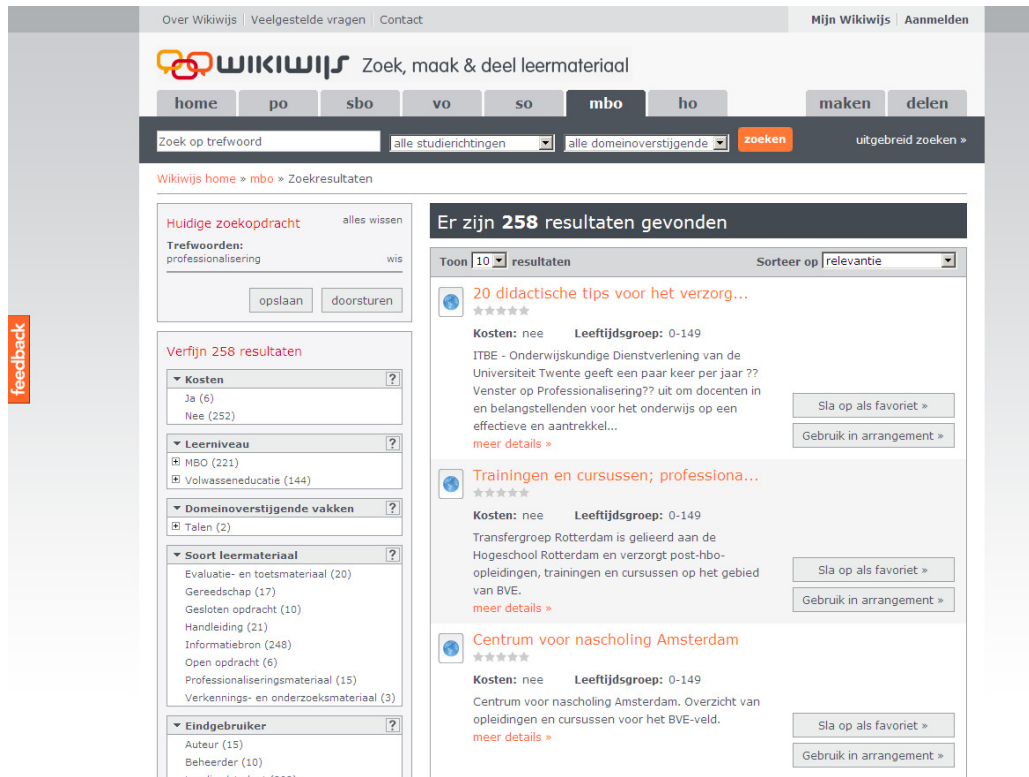 Over Wikiwijs Veelgestelde vragen Contact
Mijn Wikiwijs Aanmelden
wikiwijs Zoek, maak & deel leermateriaal
home po sbo vo so mbo ho maken delen
Zoek op trefwoord alle studierichtingen alle domeinoverstijgende zoeken uitgebreid zoeken »
Wikiwijs home » mbo » Zoekresultaten
feedback
Huidige zoekopdracht alles wissen
Trefwoorden:
professionalisering wis
opslaan doorsturen
Verfijn 258 resultaten
Kosten ?
Ja (6)
Nee (252)
Leerniveau ?
MBO (221)
Volwasseneducatie (144)
Domeinoverstijgende vakken ?
Talen (2)
Soort leermateriaal ?
Evaluatie- en toetsmateriaal (20)
Gereedschap (17)
Gesloten opdracht (10)
Handleiding (21)
Informatiebron (248)
Open opdracht (6)
Professionaliseringsmateriaal (15)
Verkennings- en onderzoeksmateriaal (3)
Eindgebruiker ?
Auteur (15)
Beheerder (10)
Er zijn 258 resultaten gevonden
Toon 10 resultaten Sorteer op relevantie
20 didactische tips voor het verzorg...
Kosten: nee Leeftijdsgroep: 0-149
ITBE - Onderwijskundige Dienstverlening van de
Universiteit Twente geeft een paar keer per jaar ??
Venster op Professionalisering?? uit om docenten in
en belangstellenden voor het onderwijs op een
effectieve en aantrekkel...
meer details »
Sla op als favoriet »
Gebruik in arrangement »
Trainingen en cursussen; professiona...
Kosten: nee Leeftijdsgroep: 0-149
Transfergroep Rotterdam is gelieerd aan de
Hogeschool Rotterdam en verzorgt post-hbo-
opleidingen, trainingen en cursussen op het gebied
van BVE.
meer details »
Sla op als favoriet »
Gebruik in arrangement »
Centrum voor nascholing Amsterdam
Kosten: nee Leeftijdsgroep: 0-149
Centrum voor nascholing Amsterdam. Overzicht van
opleidingen en cursussen voor het BVE-veld.
meer details »
Sla op als favoriet »
Gebruik in arrangement »